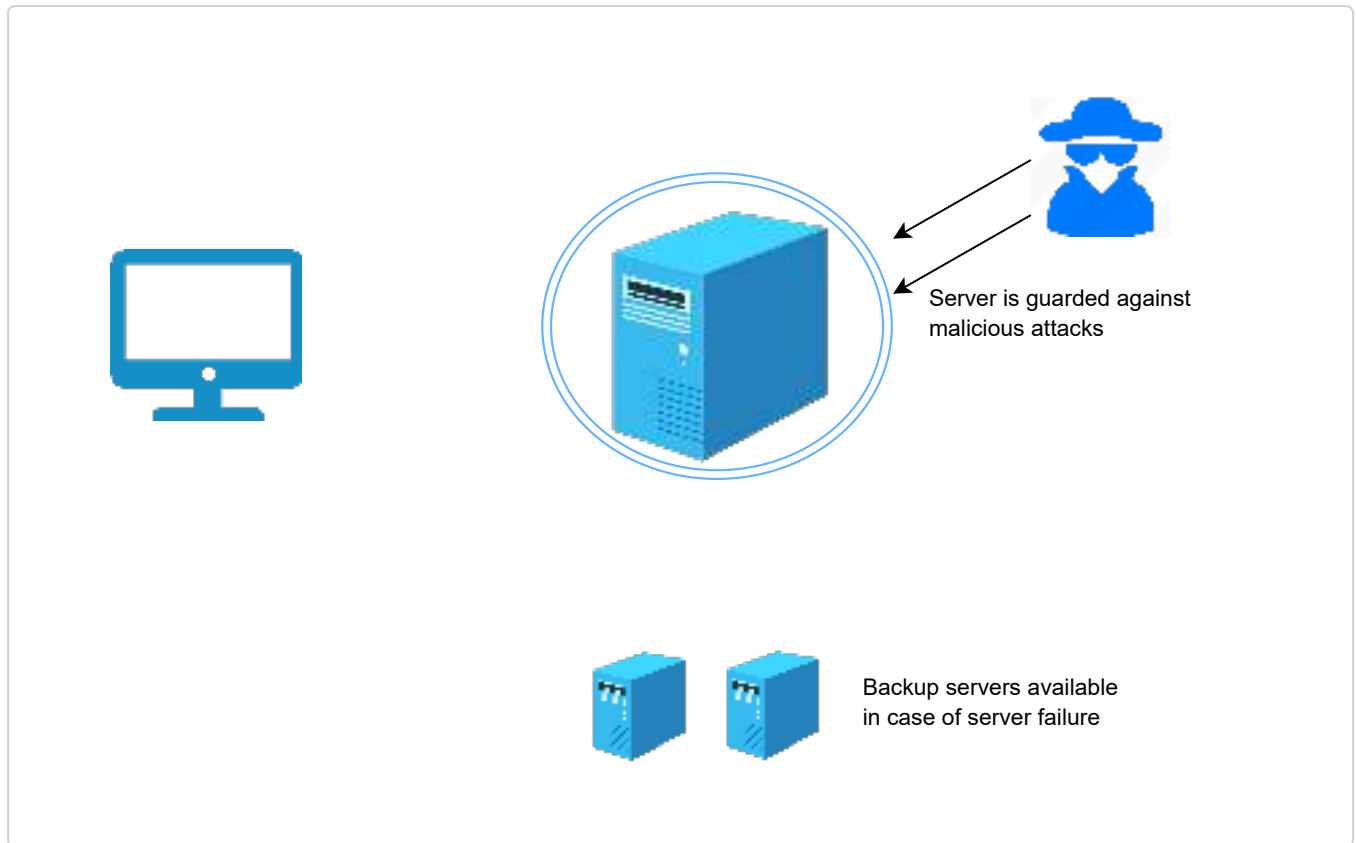 Server is guarded against
malicious attacks
Backup servers available
in case of server failure